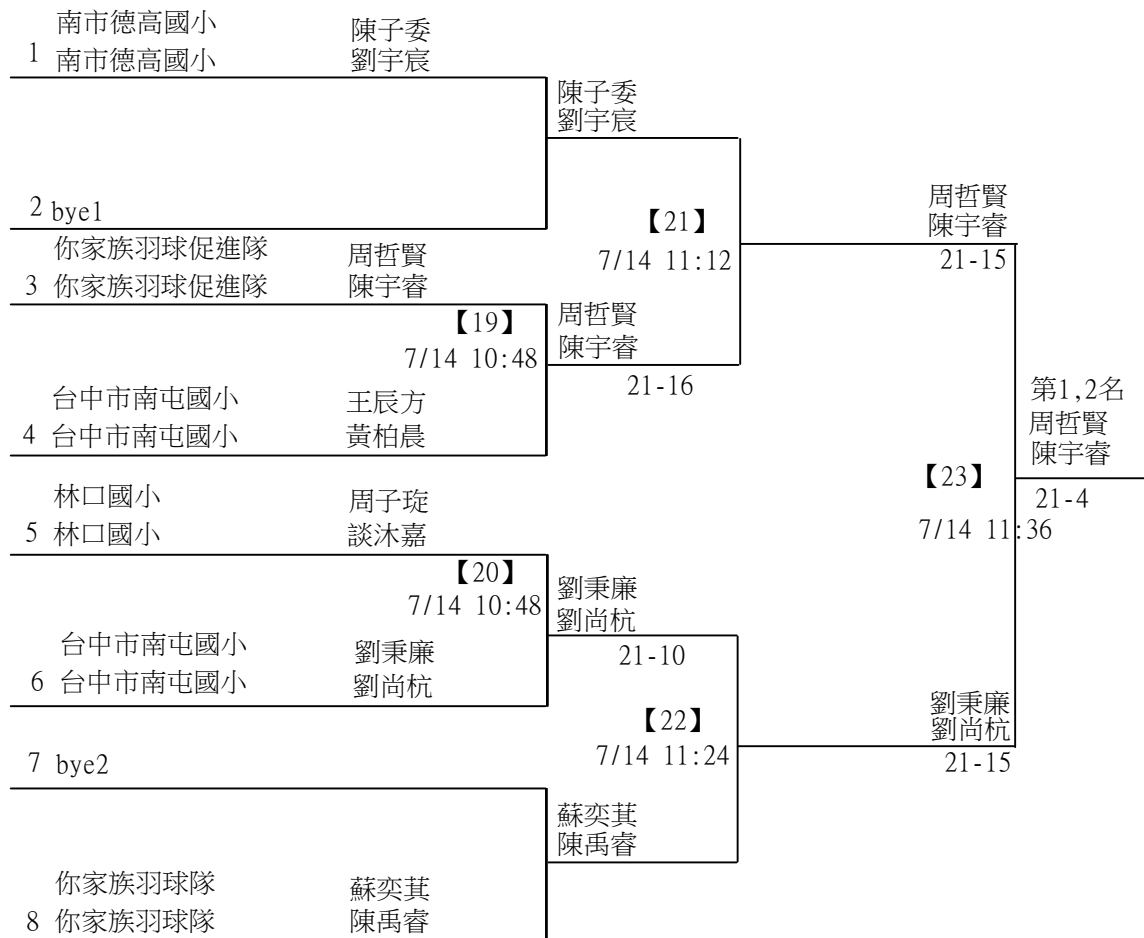 南市德高國小 陳子委
1 南市德高國小 劉宇宸
陳子委
劉宇宸
2 bye1
【21】
7/14 11:12
周哲賢
陳宇睿
21-15
你家族羽球促進隊 周哲賢
3 你家族羽球促進隊 陳宇睿
【19】
7/14 10:48
周哲賢
陳宇睿
21-16
台中市南屯國小 王辰方
4 台中市南屯國小 黃柏晨
第1,2名
周哲賢
陳宇睿
21-4
【23】
7/14 11:36
林口國小 周子琁
5 林口國小 談沐嘉
【20】
7/14 10:48
劉秉廉
劉尚杭
21-10
台中市南屯國小 劉秉廉
6 台中市南屯國小 劉尚杭
【22】
7/14 11:24
劉秉廉
劉尚杭
21-15
7 bye2
蘇奕萁
陳禹睿
你家族羽球隊 蘇奕萁
8 你家族羽球隊 陳禹睿